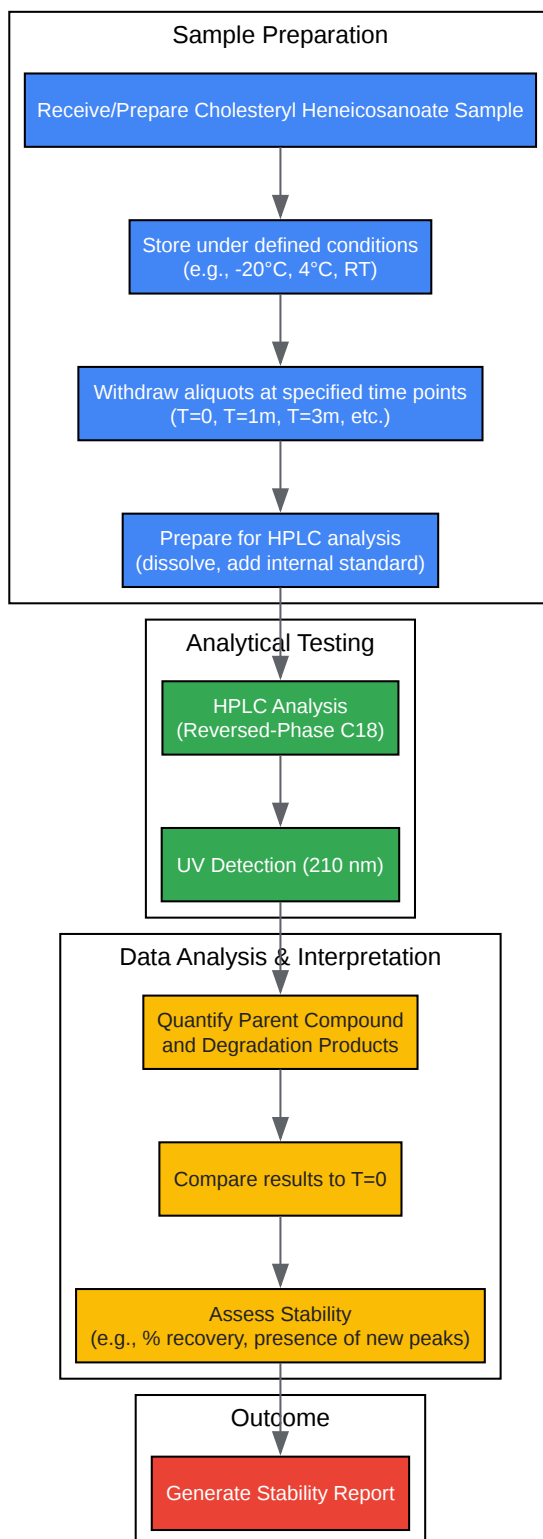 Sample Preparation
Receive/Prepare Cholesteryl Heneicosanoate Sample
Store under defined conditions
(e.g., -20°C, 4°C, RT)
Withdraw aliquots at specified time points
(T=0, T=1m, T=3m, etc.)
Prepare for HPLC analysis
(dissolve, add internal standard)
Analytical Testing
HPLC Analysis
(Reversed-Phase C18)
UV Detection (210 nm)
Data Analysis & Interpretation
Quantify Parent Compound
and Degradation Products
Compare results to T=0
Assess Stability
(e.g., % recovery, presence of new peaks)
Outcome
Generate Stability Report